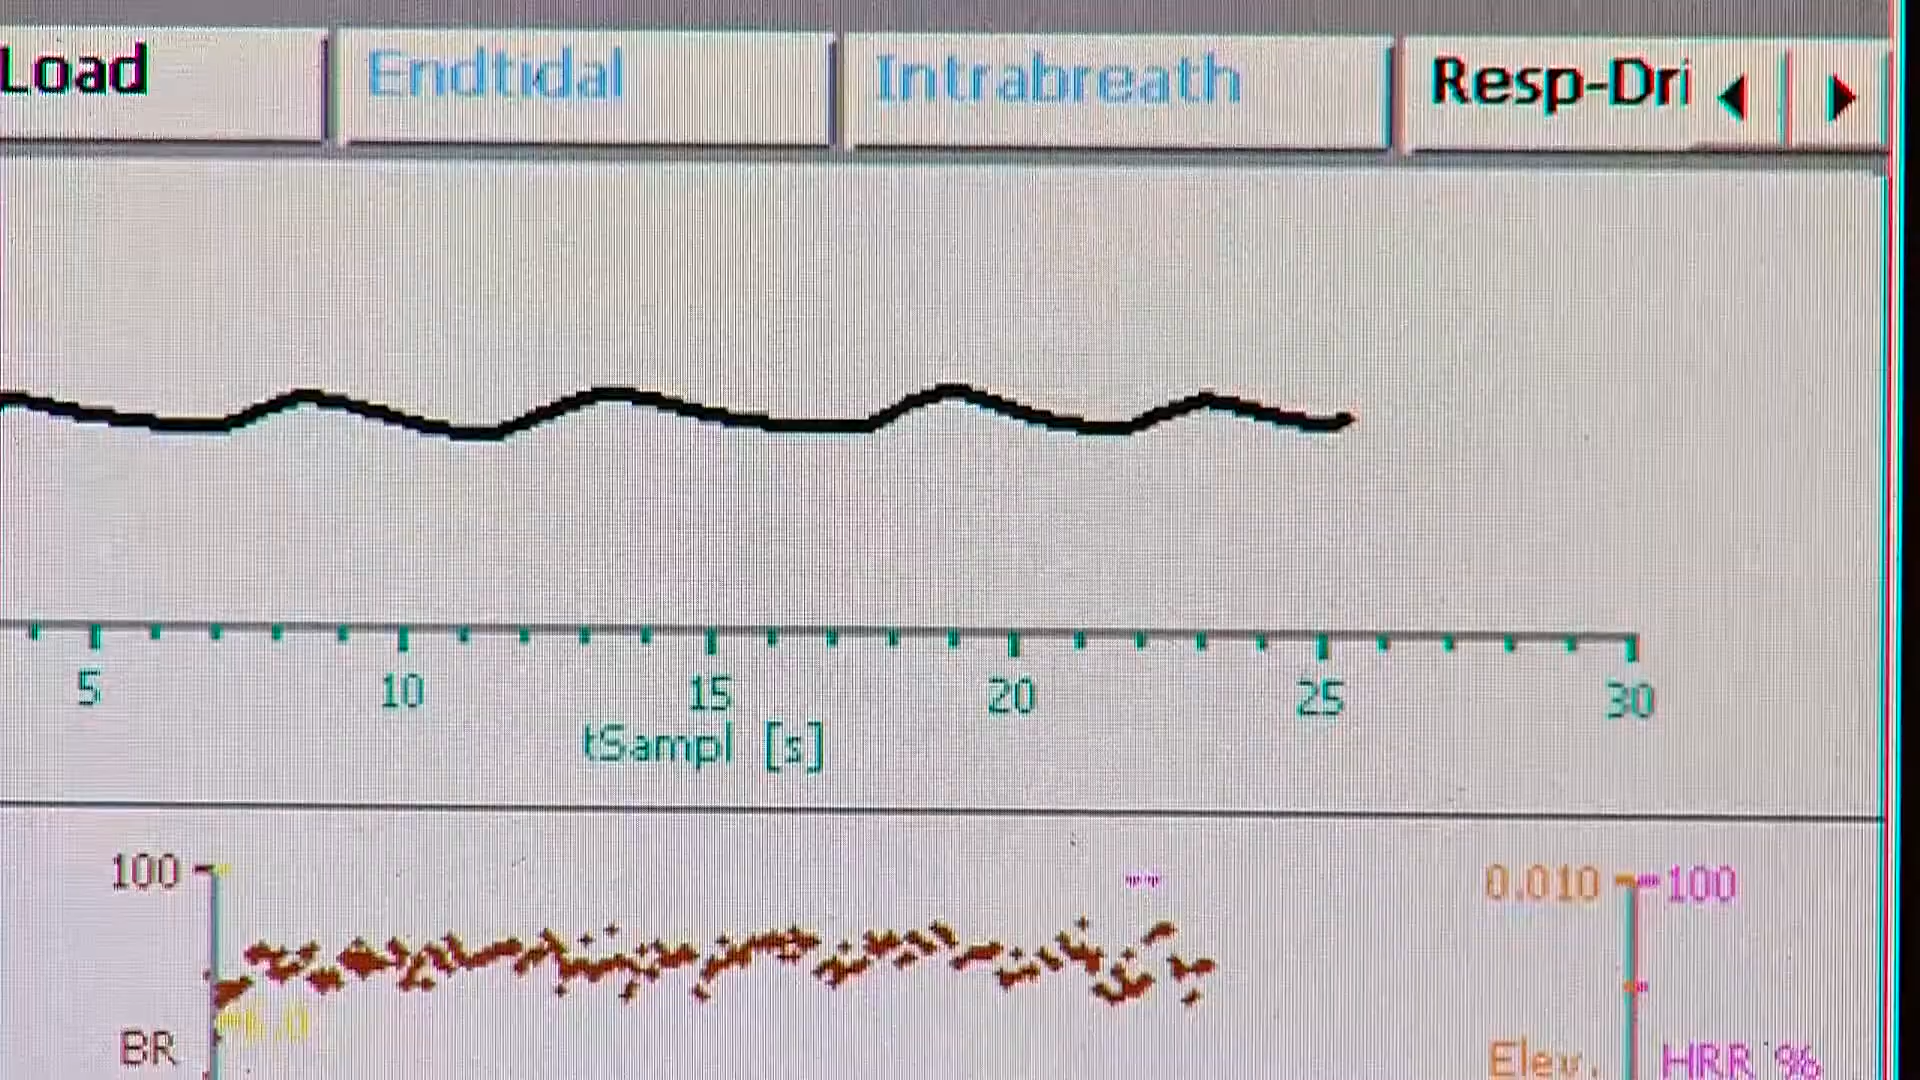 Load Endtidal Intrabreath Resp-Dri
5 10 15 20 25 30
tSampl [s]
100 0.010 100
BR Elev. HRR %